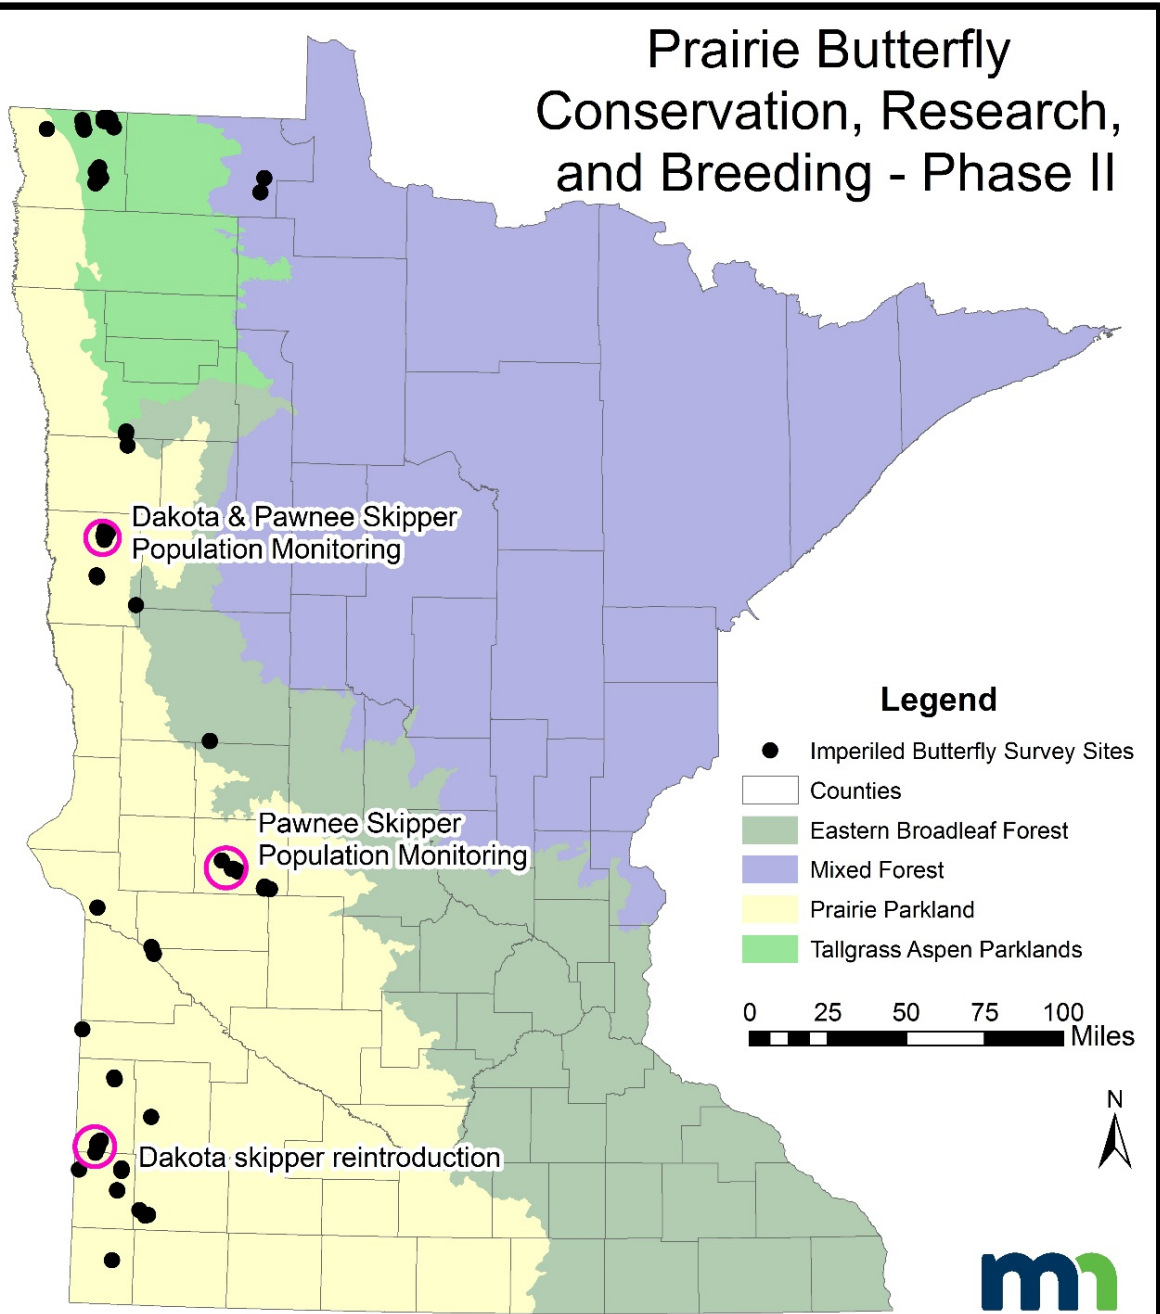 Prairie Butterfly
Conservation, Research,
and Breeding - Phase II
Dakota & Pawnee Skipper
Population Monitoring
Pawnee Skipper
Population Monitoring
Dakota skipper reintroduction
Legend
Imperiled Butterfly Survey Sites
Counties
Eastern Broadleaf Forest
Mixed Forest
Prairie Parkland
Tallgrass Aspen Parklands
0 25 50 75 100
Miles
N
mn